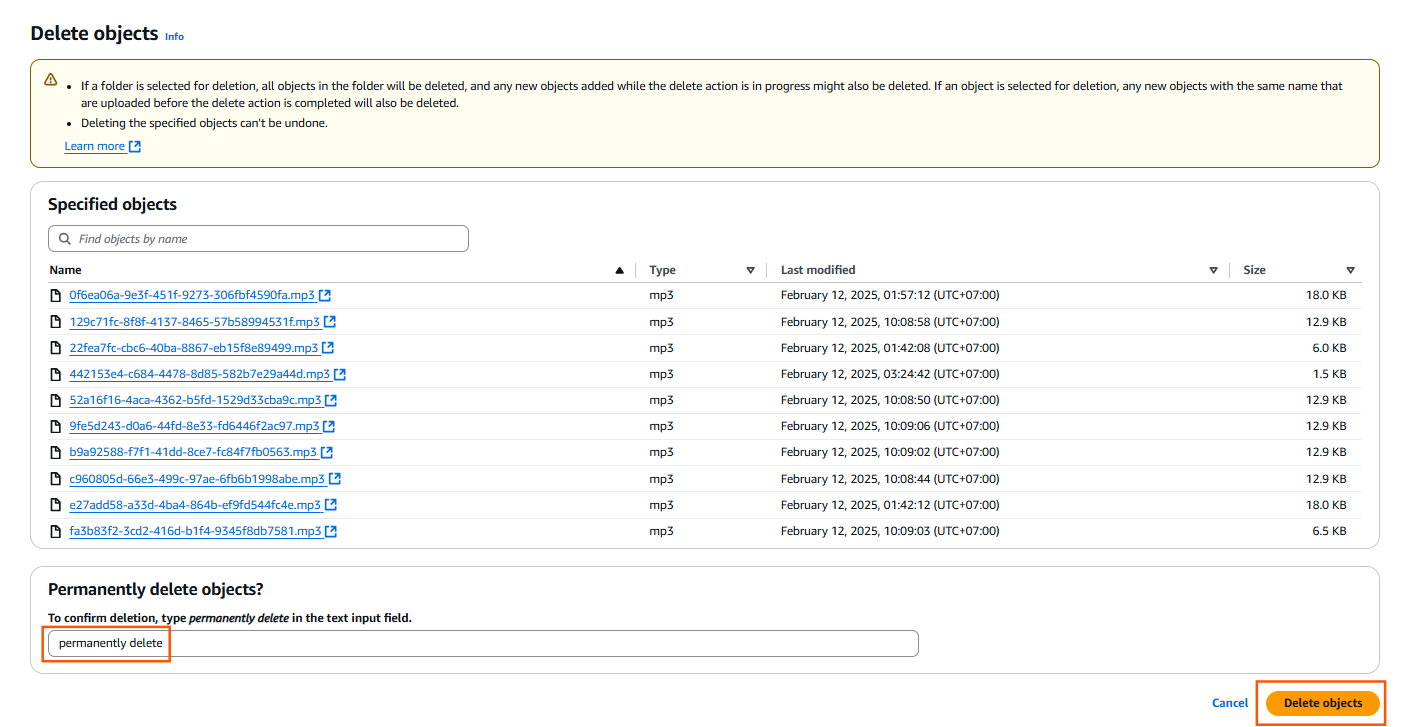 Delete objects Info
If a folder is selected for deletion, all objects in the folder will be deleted, and any new objects added while the delete action is in progress might also be deleted. If an object is selected for deletion, any new objects with the same name that
are uploaded before the delete action is completed will also be deleted.
Deleting the specified objects can't be undone.
Learn more
Specified objects
Find objects by name
Name Type Last modified Size
0f6ea06a-9e3f-451f-9273-306fbf4590fa.mp3 mp3 February 12, 2025, 01:57:12 (UTC+07:00) 18.0 KB
129c71fc-8f8f-4137-8465-57b58994531f.mp3 mp3 February 12, 2025, 10:08:58 (UTC+07:00) 12.9 KB
22fea7fc-cbc6-40ba-8867-eb15f8e89499.mp3 mp3 February 12, 2025, 01:42:08 (UTC+07:00) 6.0 KB
442153e4-c684-4478-8d85-582b7e29a44d.mp3 mp3 February 12, 2025, 03:24:42 (UTC+07:00) 1.5 KB
52a16f16-4aca-4362-b5fd-1529d33cba9c.mp3 mp3 February 12, 2025, 10:08:50 (UTC+07:00) 12.9 KB
9fe5d243-d0a6-44fd-8e33-fd6446f2ac97.mp3 mp3 February 12, 2025, 10:09:06 (UTC+07:00) 12.9 KB
b9a92588-f7f1-41dd-8ce7-fc84f7fb0563.mp3 mp3 February 12, 2025, 10:09:02 (UTC+07:00) 12.9 KB
c960805d-66e3-499c-97ae-6fb6b1998abe.mp3 mp3 February 12, 2025, 10:08:44 (UTC+07:00) 12.9 KB
e27add58-a33d-4ba4-864b-ef9fd544fc4e.mp3 mp3 February 12, 2025, 01:42:12 (UTC+07:00) 18.0 KB
fa3b83f2-3cd2-416d-b1f4-9345f8db7581.mp3 mp3 February 12, 2025, 10:09:03 (UTC+07:00) 6.5 KB
Permanently delete objects?
To confirm deletion, type permanently delete in the text input field.
permanently delete
Cancel Delete objects